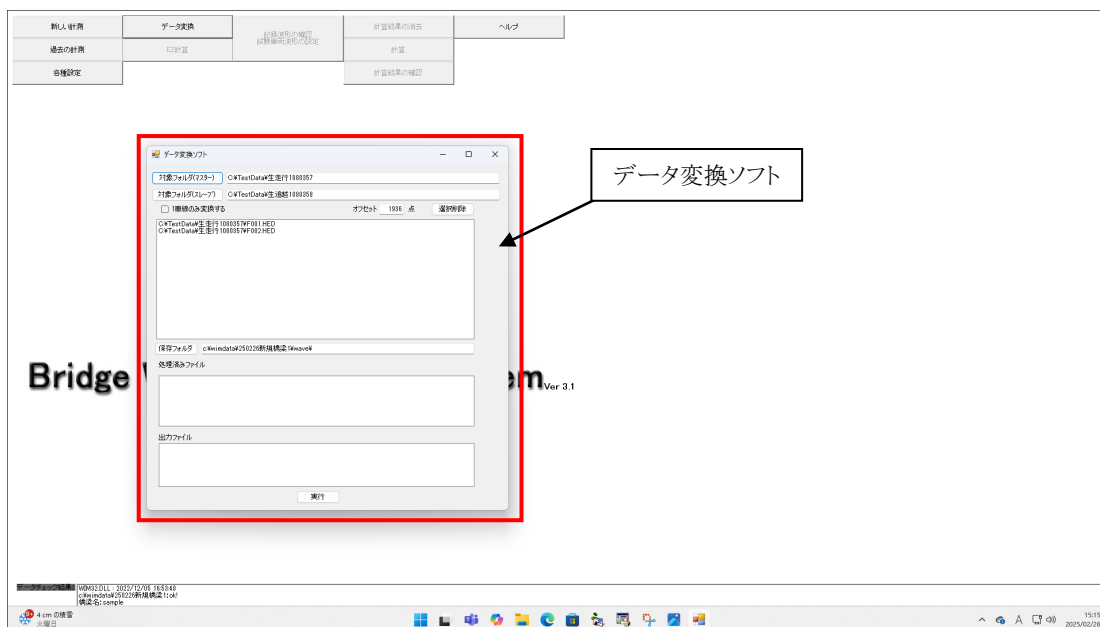 新しい計測
データ変換
記録波形の確認
試験車両波形の設定
計算結果の消去
ヘルプ
過去の計測
EZ計算
計算
各種設定
計算結果の確認
データ変換ソフト
対象フォルダ(マスター)
C:¥TestData¥生走行1080357
対象フォルダ(スレーブ)
C:¥TestData¥生追越1080358
1車線のみ変換する
オフセット 1936 点
選択削除
C:¥TestData¥生走行1080357¥F001.HED
C:¥TestData¥生走行1080357¥F002.HED
保存フォルダ
c:¥wimdata¥250226新規橋梁1¥wave¥
処理済みファイル
出力ファイル
実行
データ変換ソフト
Bridge
em
Ver 3.1
データチェック結果:
WIM32.DLL : 2022/12/05 16:53:48
c:¥wimdata¥250226新規橋梁1:ok!
橋梁名:sample
4 cm の積雪
火曜日
A
15:15
2025/02/26